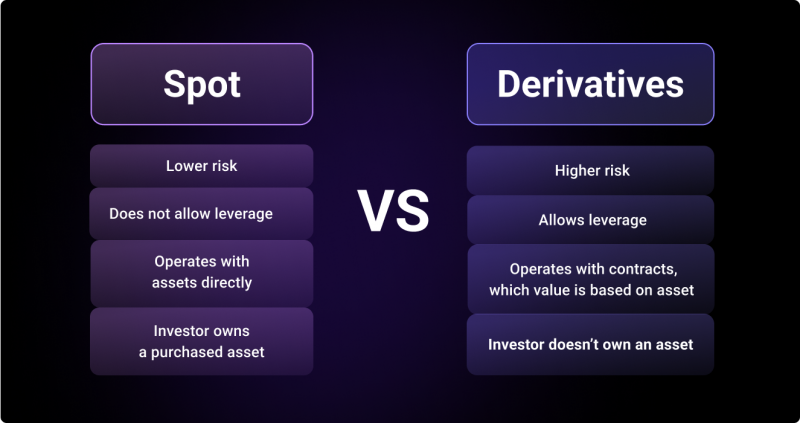 Spot
Lower risk
Does not allow leverage
Operates with
assets directly
Investor owns
a purchased asset
VS
Derivatives
Higher risk
Allows leverage
Operates with contracts,
which value is based on asset
Investor doesn’t own an asset